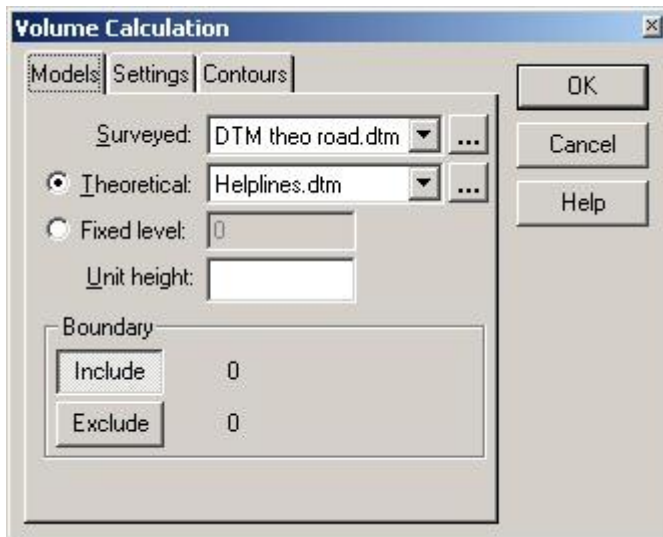 Volume Calculation
Models Settings Contours
OK
Surveyed: DTM theo road.dtm ...
Cancel
Theoretical: Helplines.dtm ...
Help
Fixed level: 0
Unit height:
Boundary
Include 0
Exclude 0